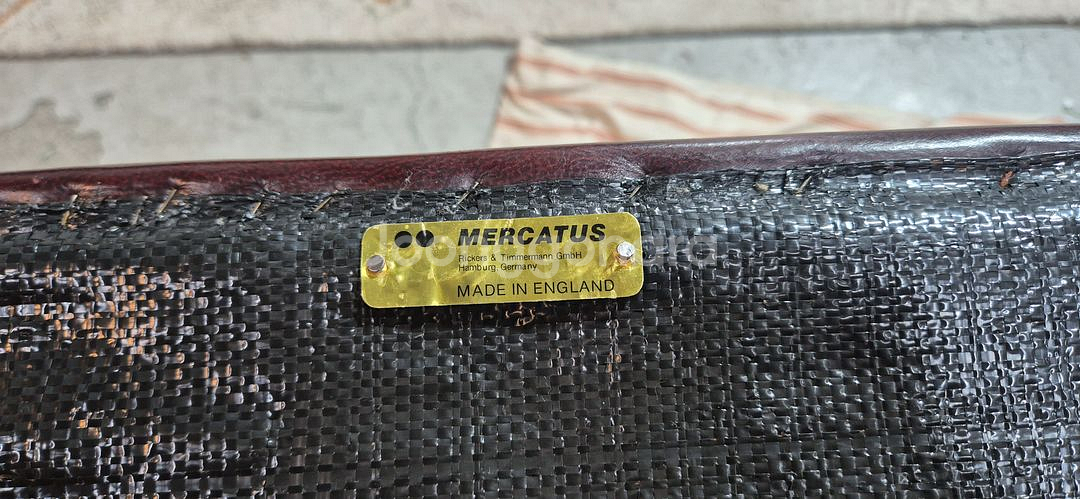 MERCATUS
Rickers & Timmermann GmbH
Hamburg, Germany
MADE IN ENGLAND